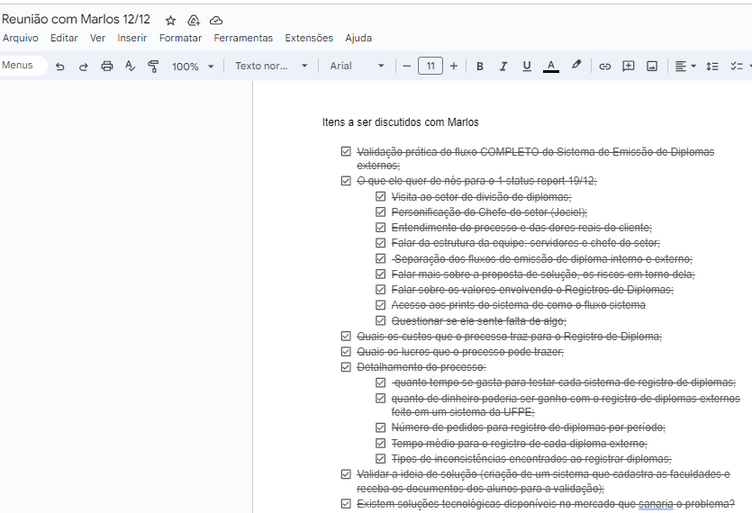 Reunião com Marlos 12/12
Arquivo Editar Ver Inserir Formatar Ferramentas Extensões Ajuda
Menus 100% Texto nor... Arial 11 B I U A
Itens a ser discutidos com Marlos
Validação prática do fluxo COMPLETO do Sistema de Emissão de Diplomas
externos;
O que ele quer de nós para o 1 status report 19/12;
Visita ao setor de divisão de diplomas;
Personificação do Chefe do setor (Jociel);
Entendimento do processo e das dores reais do cliente;
Falar da estrutura da equipe: servidores e chefe do setor;
Separação dos fluxos de emissão de diploma interno e externo;
Falar mais sobre a proposta de solução, os riscos em torno dela;
Falar sobre os valores envolvendo o Registros de Diplomas;
Acesso aos prints do sistema de como o fluxo sistema
Questionar se ele sente falta de algo;
Quais os custos que o processo traz para o Registro de Diploma;
Quais os lucros que o processo pode trazer;
Detalhamento do processo:
quanto tempo se gasta para testar cada sistema de registro de diplomas;
quanto de dinheiro poderia ser ganho com o registro de diplomas externos
feito em um sistema da UFPE;
Número de pedidos para registro de diplomas por período;
Tempo médio para o registro de cada diploma externo;
Tipos de inconsistências encontrados ao registrar diplomas;
Validar a ideia de solução (criação de um sistema que cadastra as faculdades e
receba os documentos dos alunos para a validação);
Existem soluções tecnológicas disponíveis no mercado que sanaria o problema?